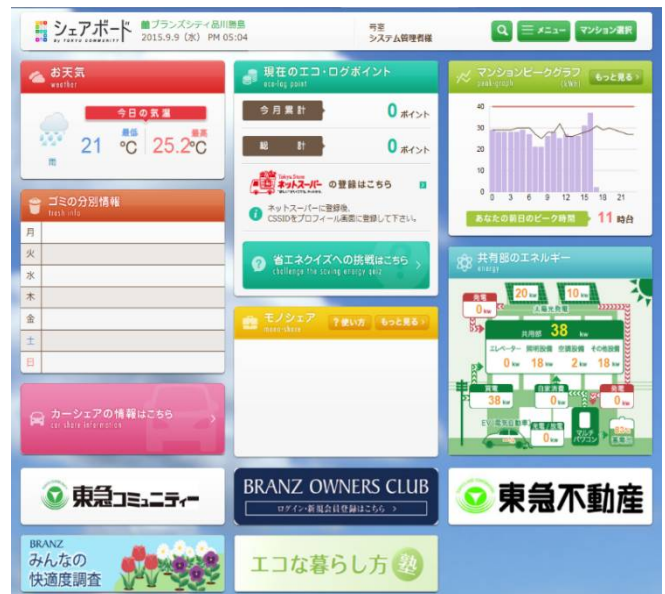 シェアボード
by TOKYU COMMUNITY
ブランズシティ品川勝島
2015.9.9 (水) PM 05:04
号室
システム管理者様
メニュー
マンション選択
お天気
weather
今日の気温
雨
最低
21 ℃
最高
25.2℃
現在のエコ・ログポイント
eco-log point
今月累計
0 ポイント
総 計
0 ポイント
Tokyu Store
ネットスーパー の登録はこちら
ネットスーパーに登録後、
CSSIDをプロフィール画面に登録して下さい。
省エネクイズへの挑戦はこちら
challenge the saving energy quiz
マンションピークグラフ
peak-graph (kWh)
もっと見る
40
30
20
10
0
0 3 6 9 12 15 18 21
あなたの前日のピーク時間
11 時台
ゴミの分別情報
trash info
月
火
水
木
金
土
日
モノシェア
mono-share
?使い方
もっと見る
共有部のエネルギー
energy
発電
0 kw
20 kw
10 kw
太陽光発電
共用部 38 kw
エレベーター 照明設備 空調設備 その他設備
0 kw 18 kw 2 kw 18 kw
買電
38 kw
自家消費
0 kw
売電
0 kw
EV(電気自動車)
充電/放電
0 kw
マルチ
パワコン
蓄電池
カーシェアの情報はこちら
car share information
東急コミュニティー
BRANZ OWNERS CLUB
ログイン・新規会員登録はこちら
東急不動産
BRANZ
みんなの
快適度調査
エコな暮らし方 塾